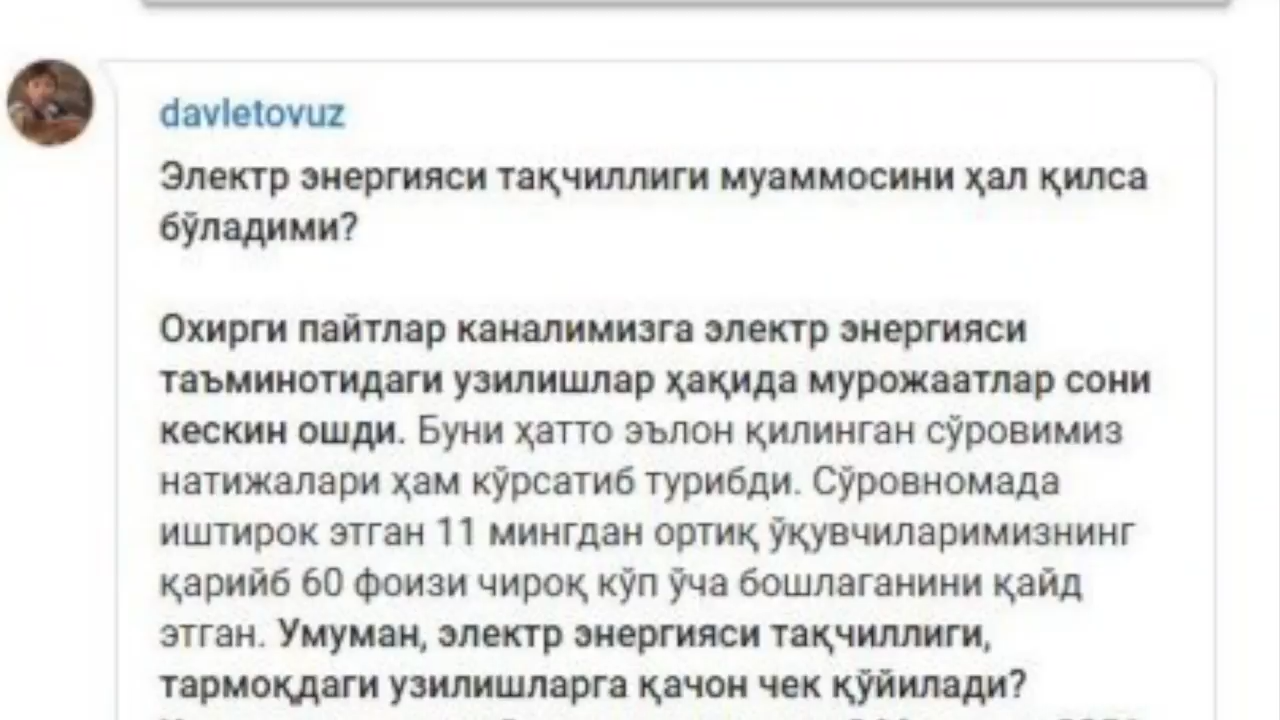 davletovuz
Электр энергияси тақчиллиги муаммосини ҳал қилса
бўладими?
Охирги пайтлар каналимизга электр энергияси
таъминотидаги узилишлар ҳақида мурожаатлар сони
кескин ошди. Буни ҳатто эълон қилинган сўровимиз
натижалари ҳам кўрсатиб турибди. Сўровномада
иштирок этган 11 мингдан ортиқ ўқувчиларимизнинг
қарийб 60 фоизи чироқ кўп ўча бошлаганини қайд
этган. Умуман, электр энергияси тақчиллиги,
тармоқдаги узилишларга қачон чек қўйилади?